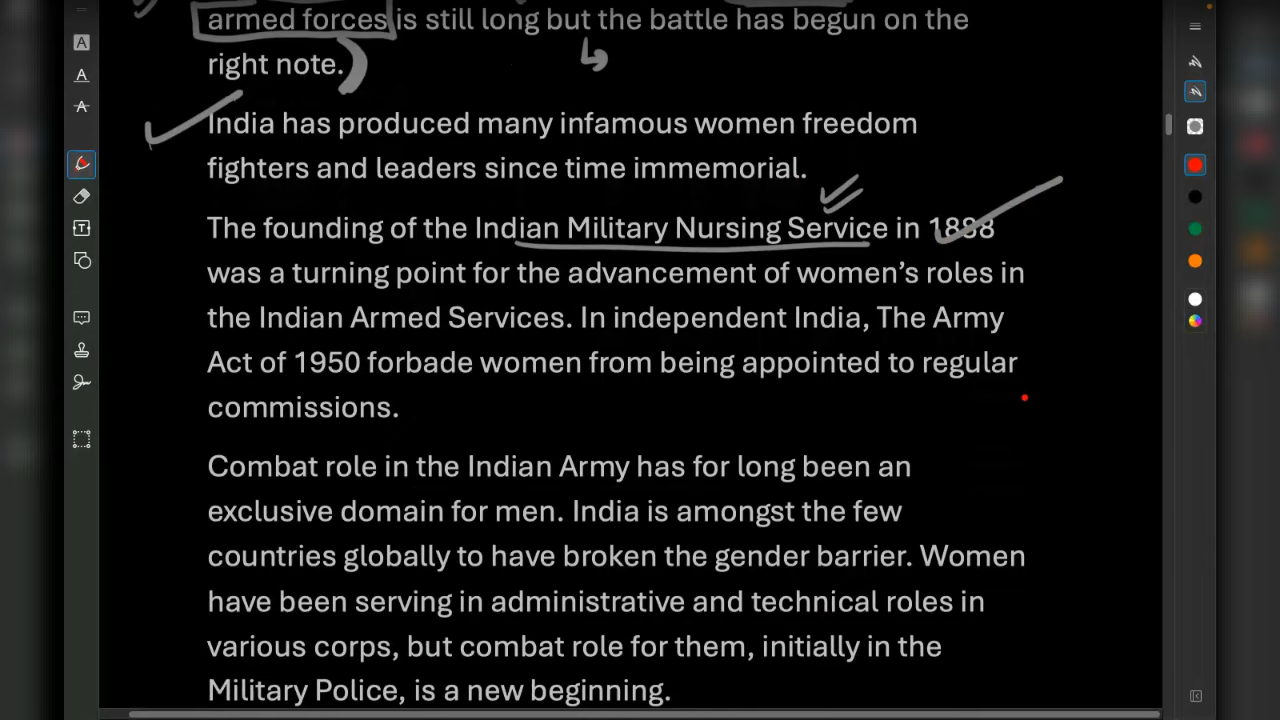 armed forces is still long but the battle has begun on the
right note.
India has produced many infamous women freedom
fighters and leaders since time immemorial.
The founding of the Indian Military Nursing Service in 1888
was a turning point for the advancement of women’s roles in
the Indian Armed Services. In independent India, The Army
Act of 1950 forbade women from being appointed to regular
commissions.
Combat role in the Indian Army has for long been an
exclusive domain for men. India is amongst the few
countries globally to have broken the gender barrier. Women
have been serving in administrative and technical roles in
various corps, but combat role for them, initially in the
Military Police, is a new beginning.